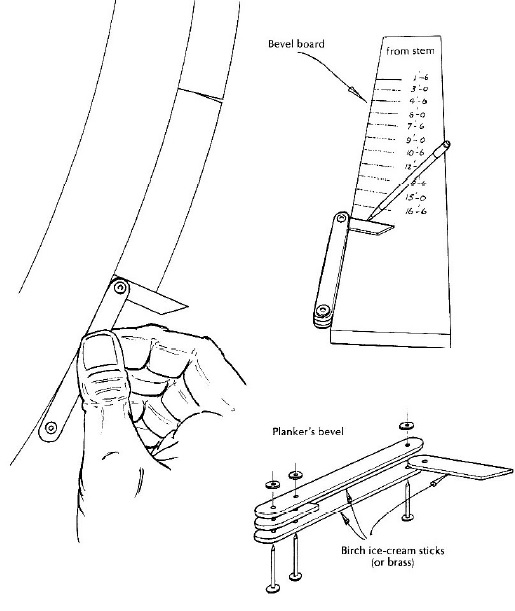 Bevel board
from stem
1'-6
3'-0
4'-6
6-0
7-6
9-0
10-6
12-
15-0
16-6
Planker's bevel
Birch ice-cream sticks
(or brass)